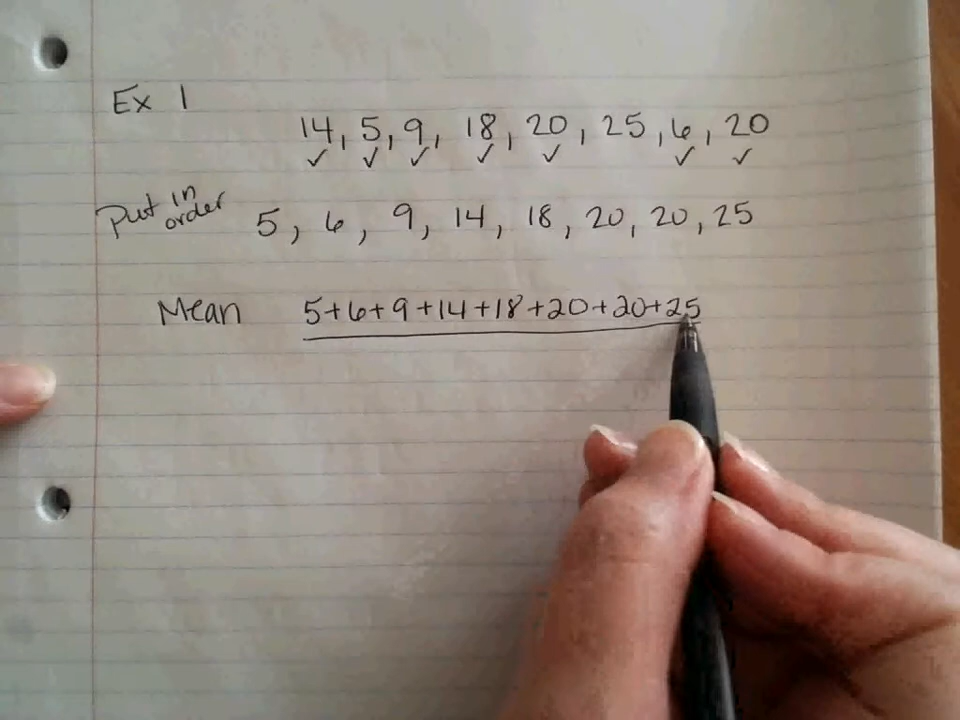 Ex 1
14, 5, 9, 18, 20, 25, 6, 20
✓ ✓ ✓ ✓ ✓ ✓ ✓
Put in order 5, 6, 9, 14, 18, 20, 20, 25
Mean 5+6+9+14+18+20+20+25